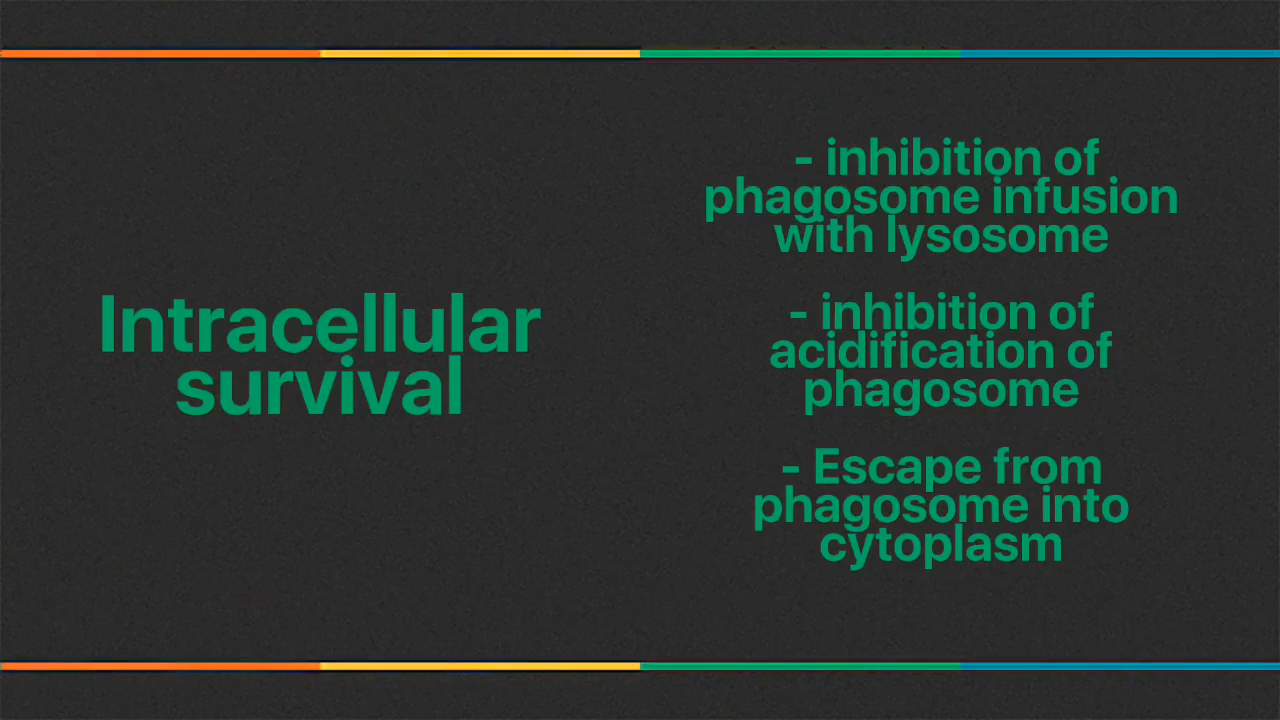 Intracellular
survival
- inhibition of
phagosome infusion
with lysosome
- inhibition of
acidification of
phagosome
- Escape from
phagosome into
cytoplasm